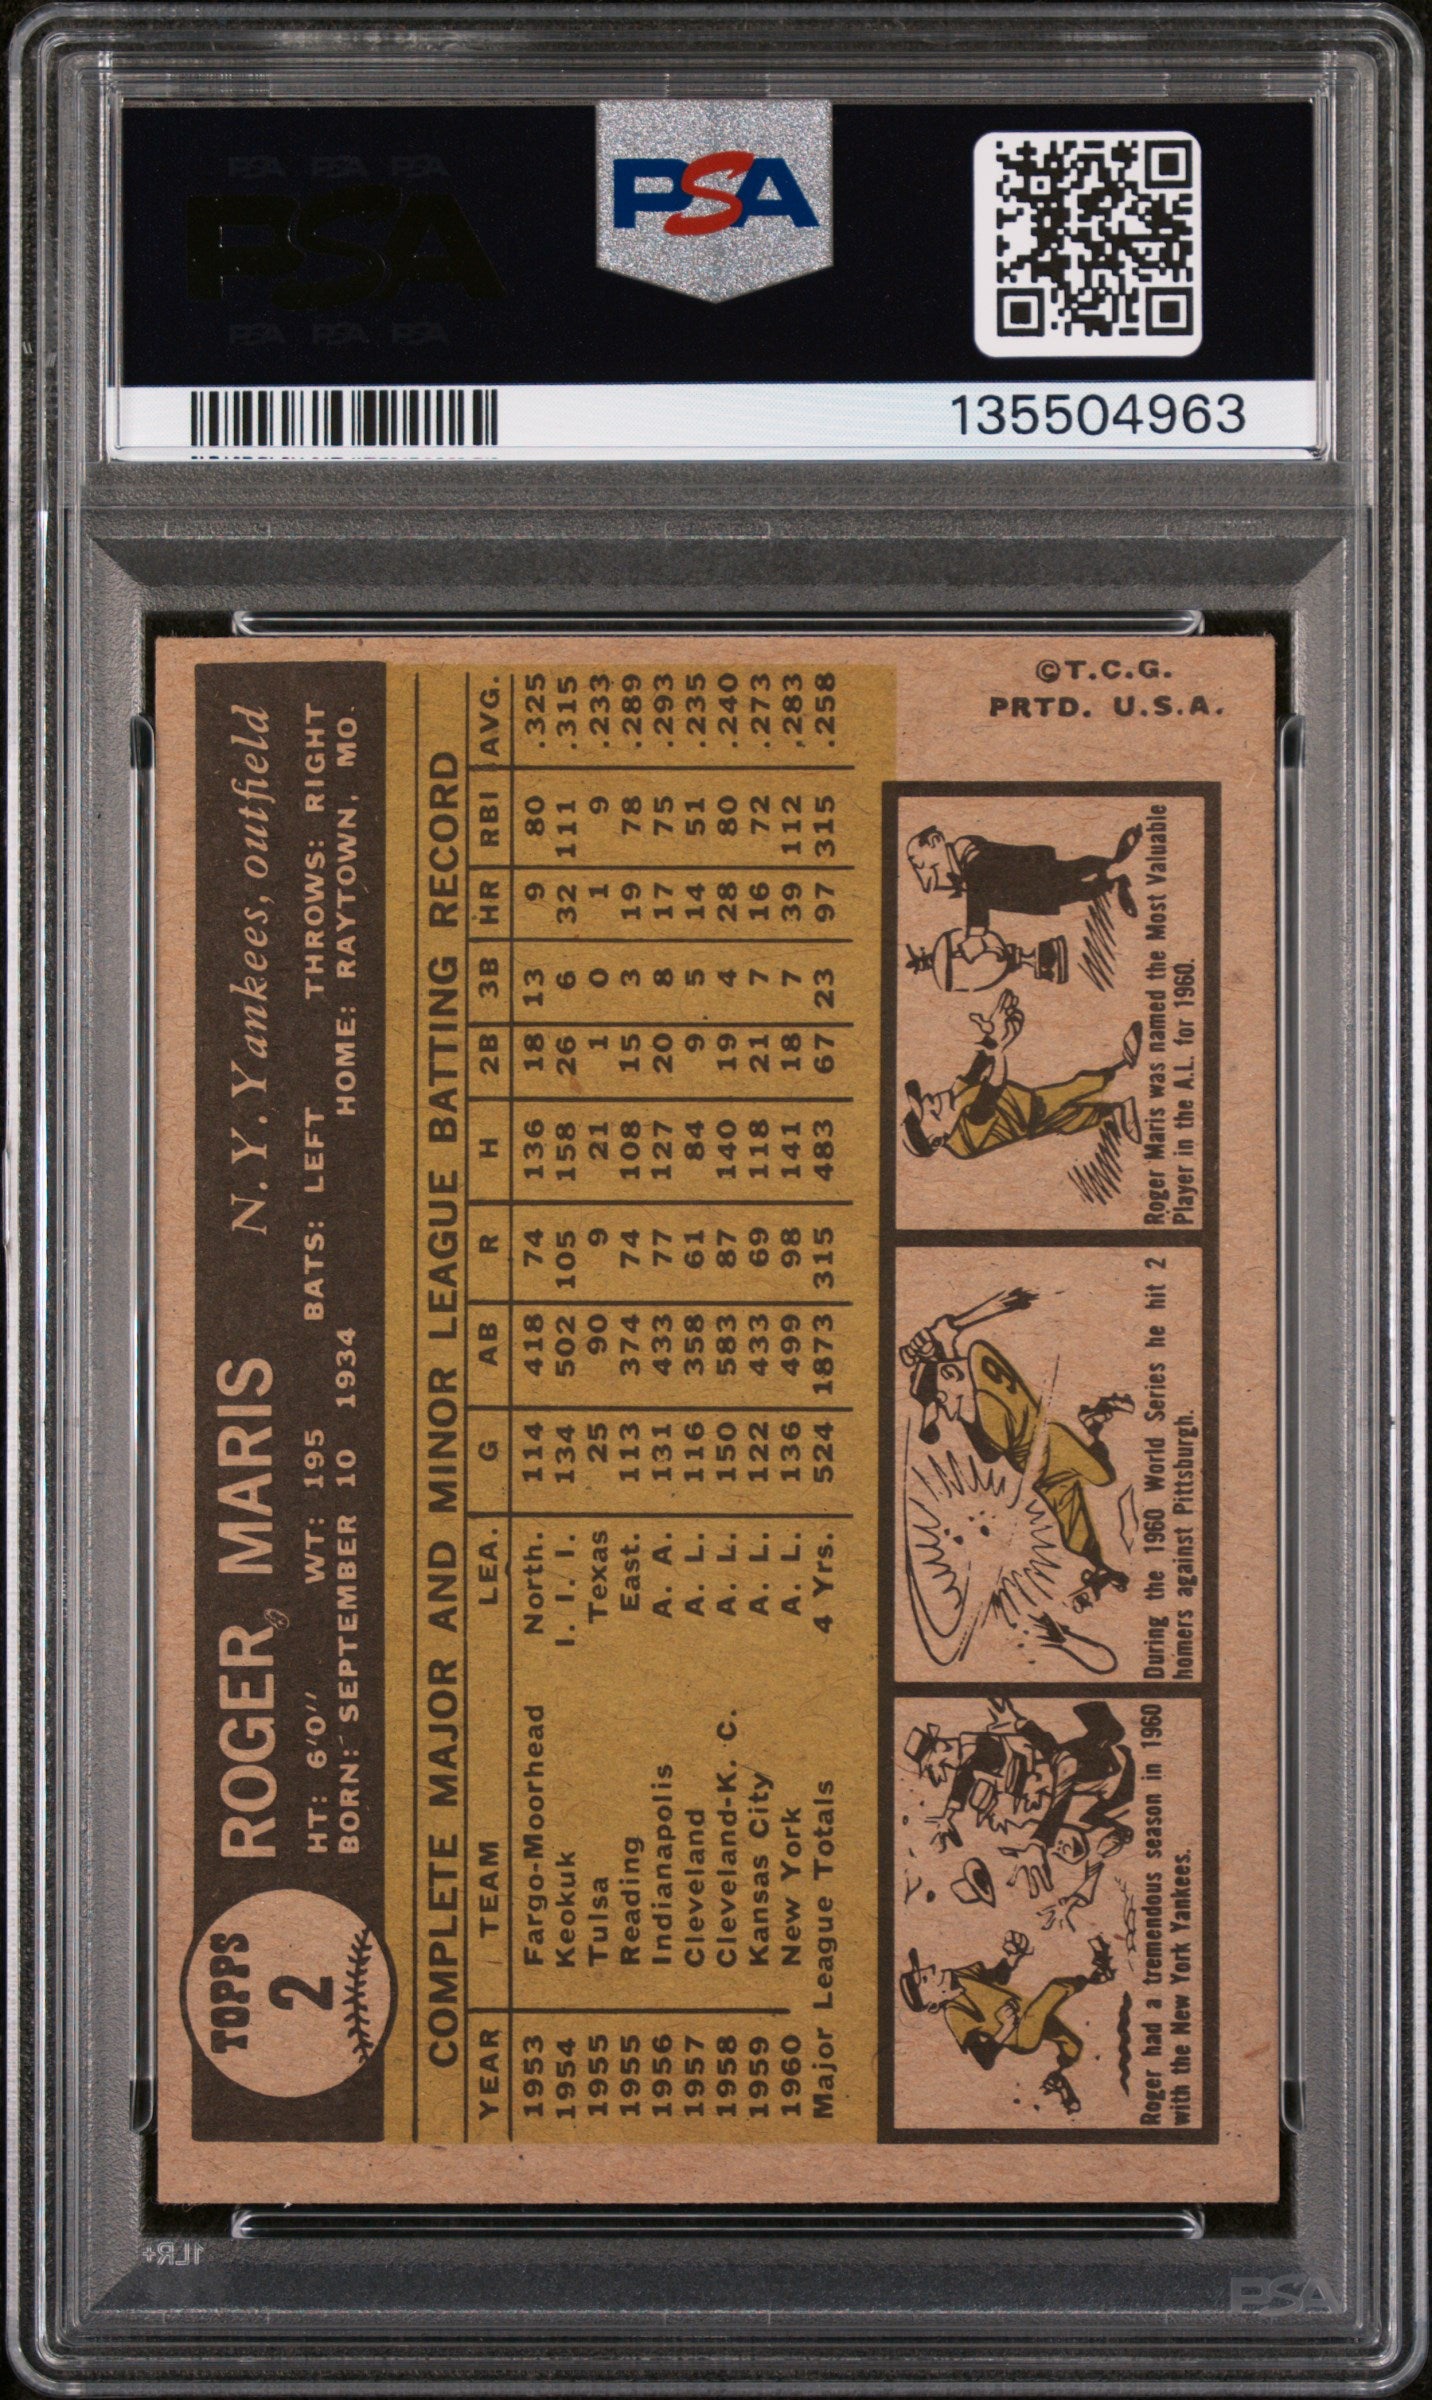 PSA PSA PSA
PSA
PSA PSA PSA
PSA
135504963
TOPPS
2
ROGER MARIS N. Y. Yankees, outfield
HT: 6'0" WT: 195 BATS: LEFT THROWS: RIGHT
BORN: SEPTEMBER 10 1934 HOME: RAYTOWN, MO.
COMPLETE MAJOR AND MINOR LEAGUE BATTING RECORD
YEAR TEAM LEA. G AB R H 2B 3B HR RBI AVG.
1953 Fargo-Moorhead North. 114 418 74 136 18 13 9 80 .325
1954 Keokuk I. I. I. 134 502 105 158 26 6 32 111 .315
1955 Tulsa Texas 25 90 9 21 1 0 1 9 .233
1955 Reading East. 113 374 74 108 15 3 19 78 .289
1956 Indianapolis A. A. 131 433 77 127 20 8 17 75 .293
1957 Cleveland A. L. 116 358 61 84 9 5 14 51 .235
1958 Cleveland-K. C. A. L. 150 583 87 140 19 4 28 80 .240
1959 Kansas City A. L. 122 433 69 118 21 7 16 72 .273
1960 New York A. L. 136 499 98 141 18 7 39 112 .283
Major League Totals 4 Yrs. 524 1873 315 483 67 23 97 315 .258
Roger had a tremendous season in 1960
with the New York Yankees.
9
During the 1960 World Series he hit 2
homers against Pittsburgh.
Roger Maris was named the Most Valuable
Player in the A.L. for 1960.
©T.C.G.
PRTD. U.S.A.
1LR+
PSA